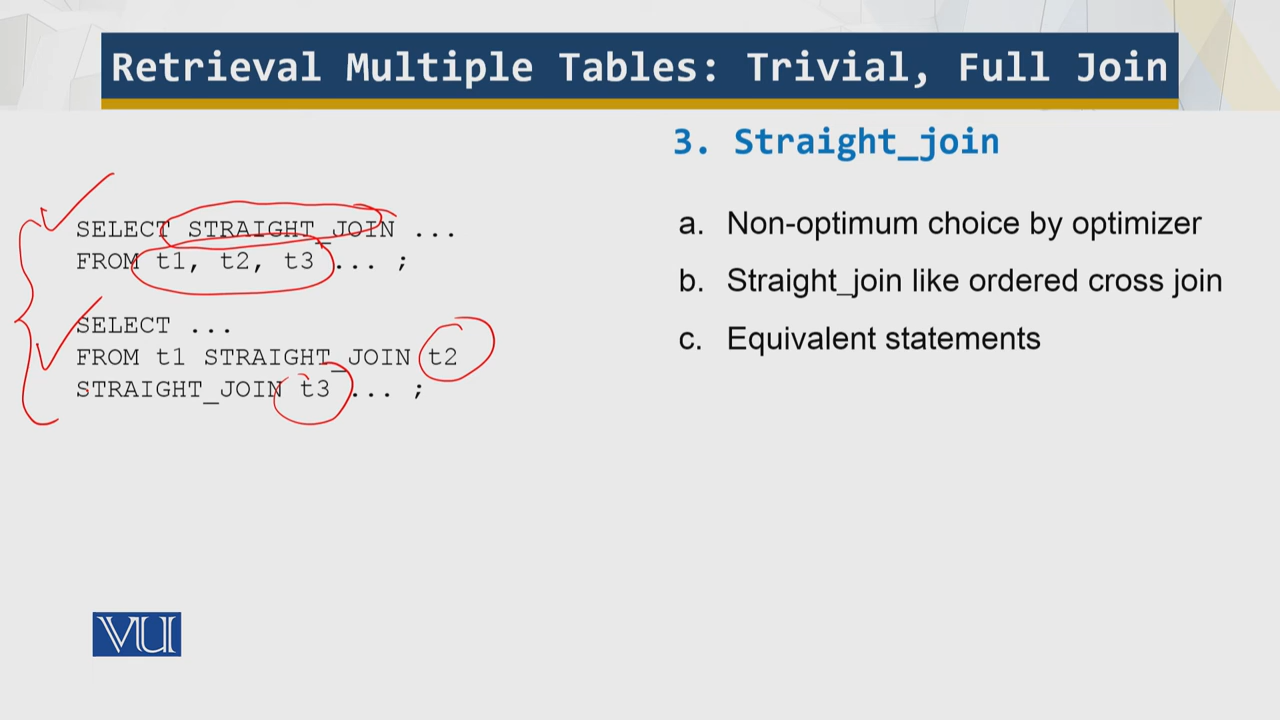 Retrieval Multiple Tables: Trivial, Full Join
3. Straight_join
SELECT STRAIGHT_JOIN ...
FROM t1, t2, t3 ... ;
SELECT ...
FROM t1 STRAIGHT_JOIN t2
STRAIGHT_JOIN t3 ... ;
a. Non-optimum choice by optimizer
b. Straight_join like ordered cross join
c. Equivalent statements
VU